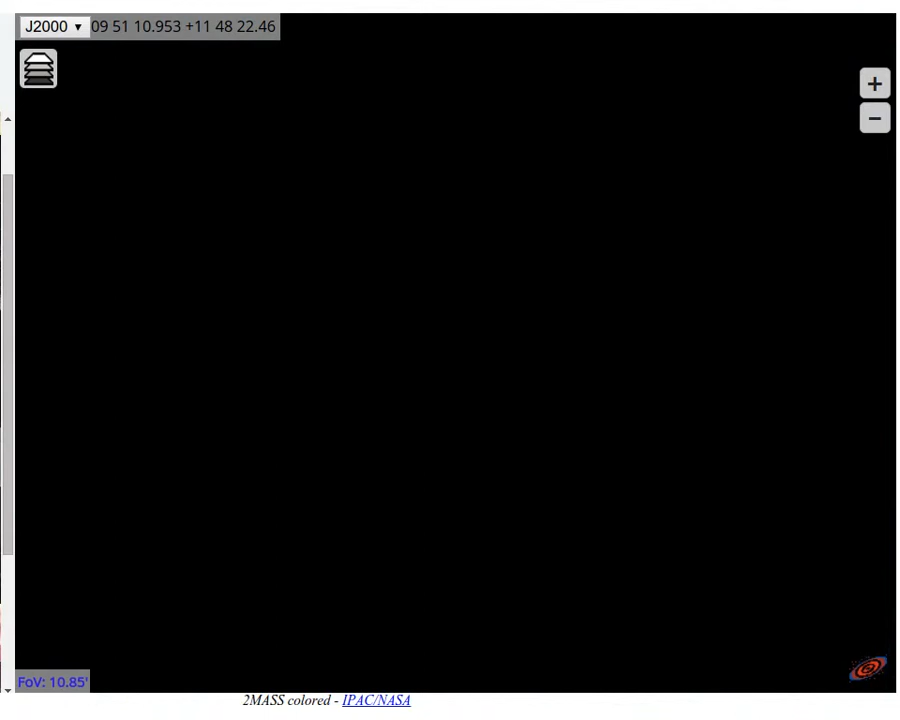 J2000 09 51 10.953 +11 48 22.46
+
−
FoV: 10.85'
2MASS colored - IPAC/NASA